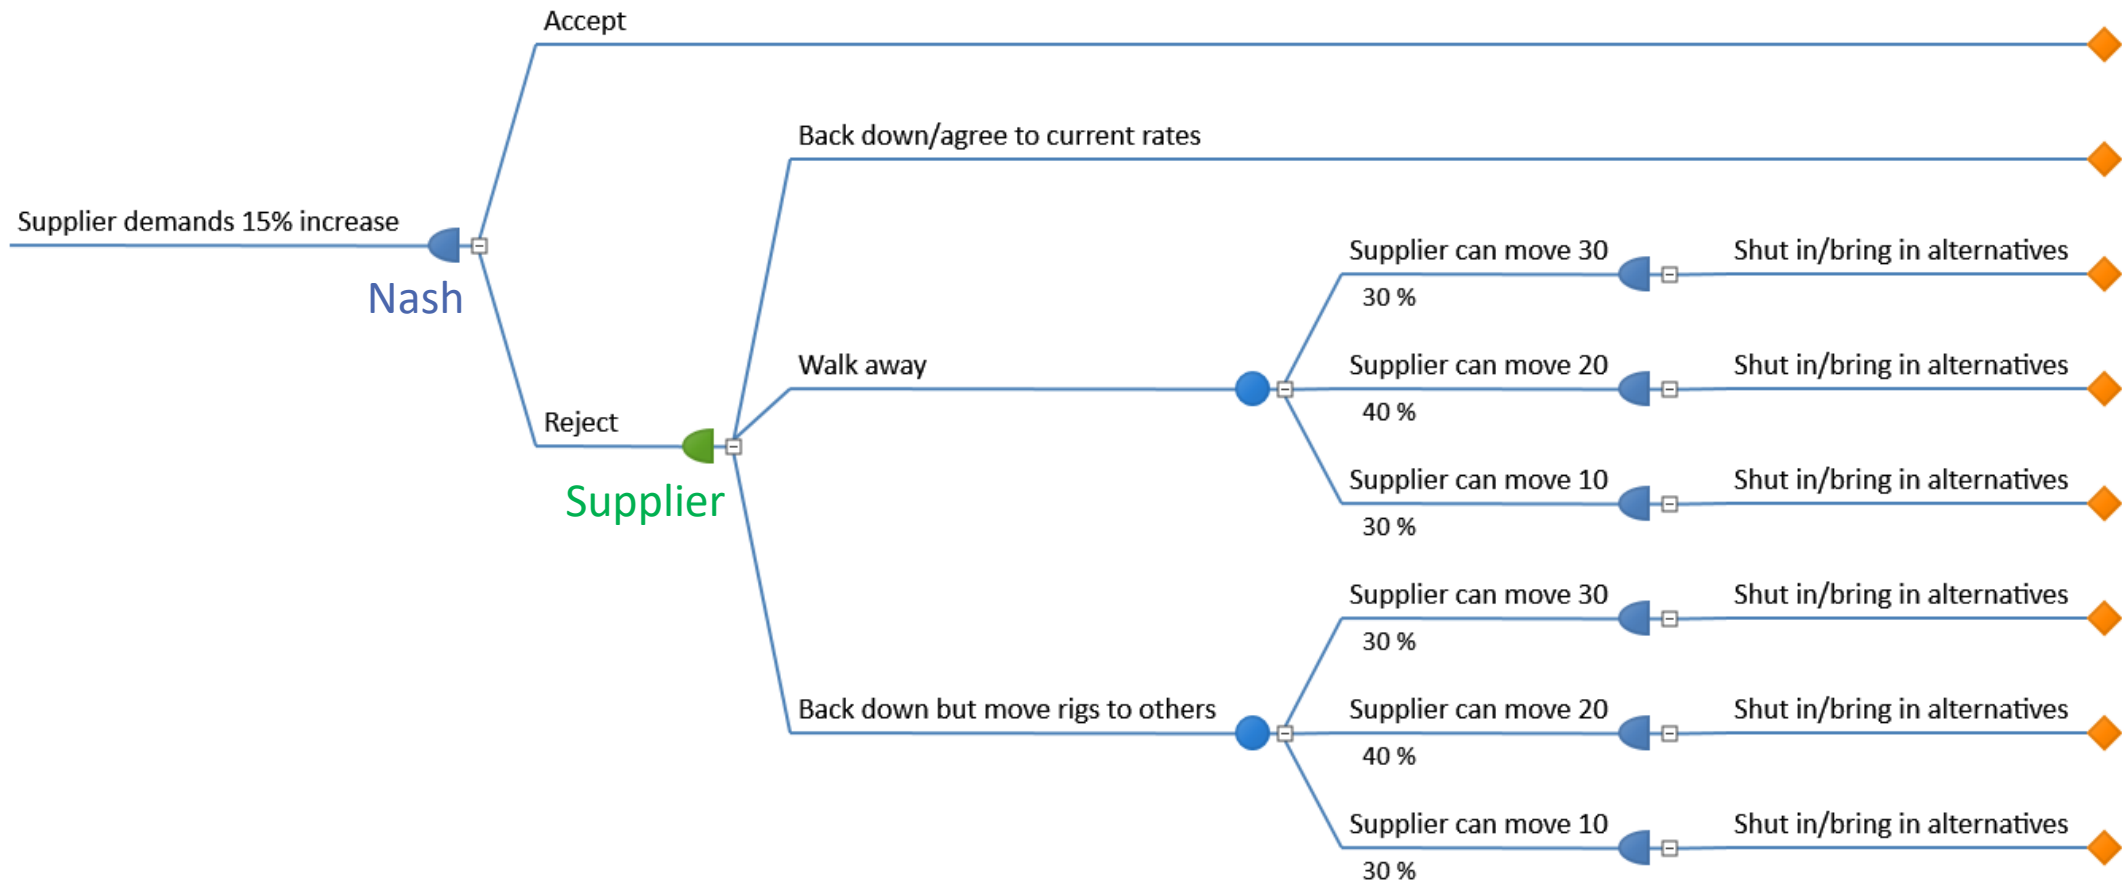 Accept
Back down/agree to current rates
Supplier demands 15% increase
Nash
Supplier can move 30
30 %
Shut in/bring in alternatives
Walk away
Supplier can move 20
40 %
Shut in/bring in alternatives
Reject
Supplier
Supplier can move 10
30 %
Shut in/bring in alternatives
Supplier can move 30
30 %
Shut in/bring in alternatives
Back down but move rigs to others
Supplier can move 20
40 %
Shut in/bring in alternatives
Supplier can move 10
30 %
Shut in/bring in alternatives